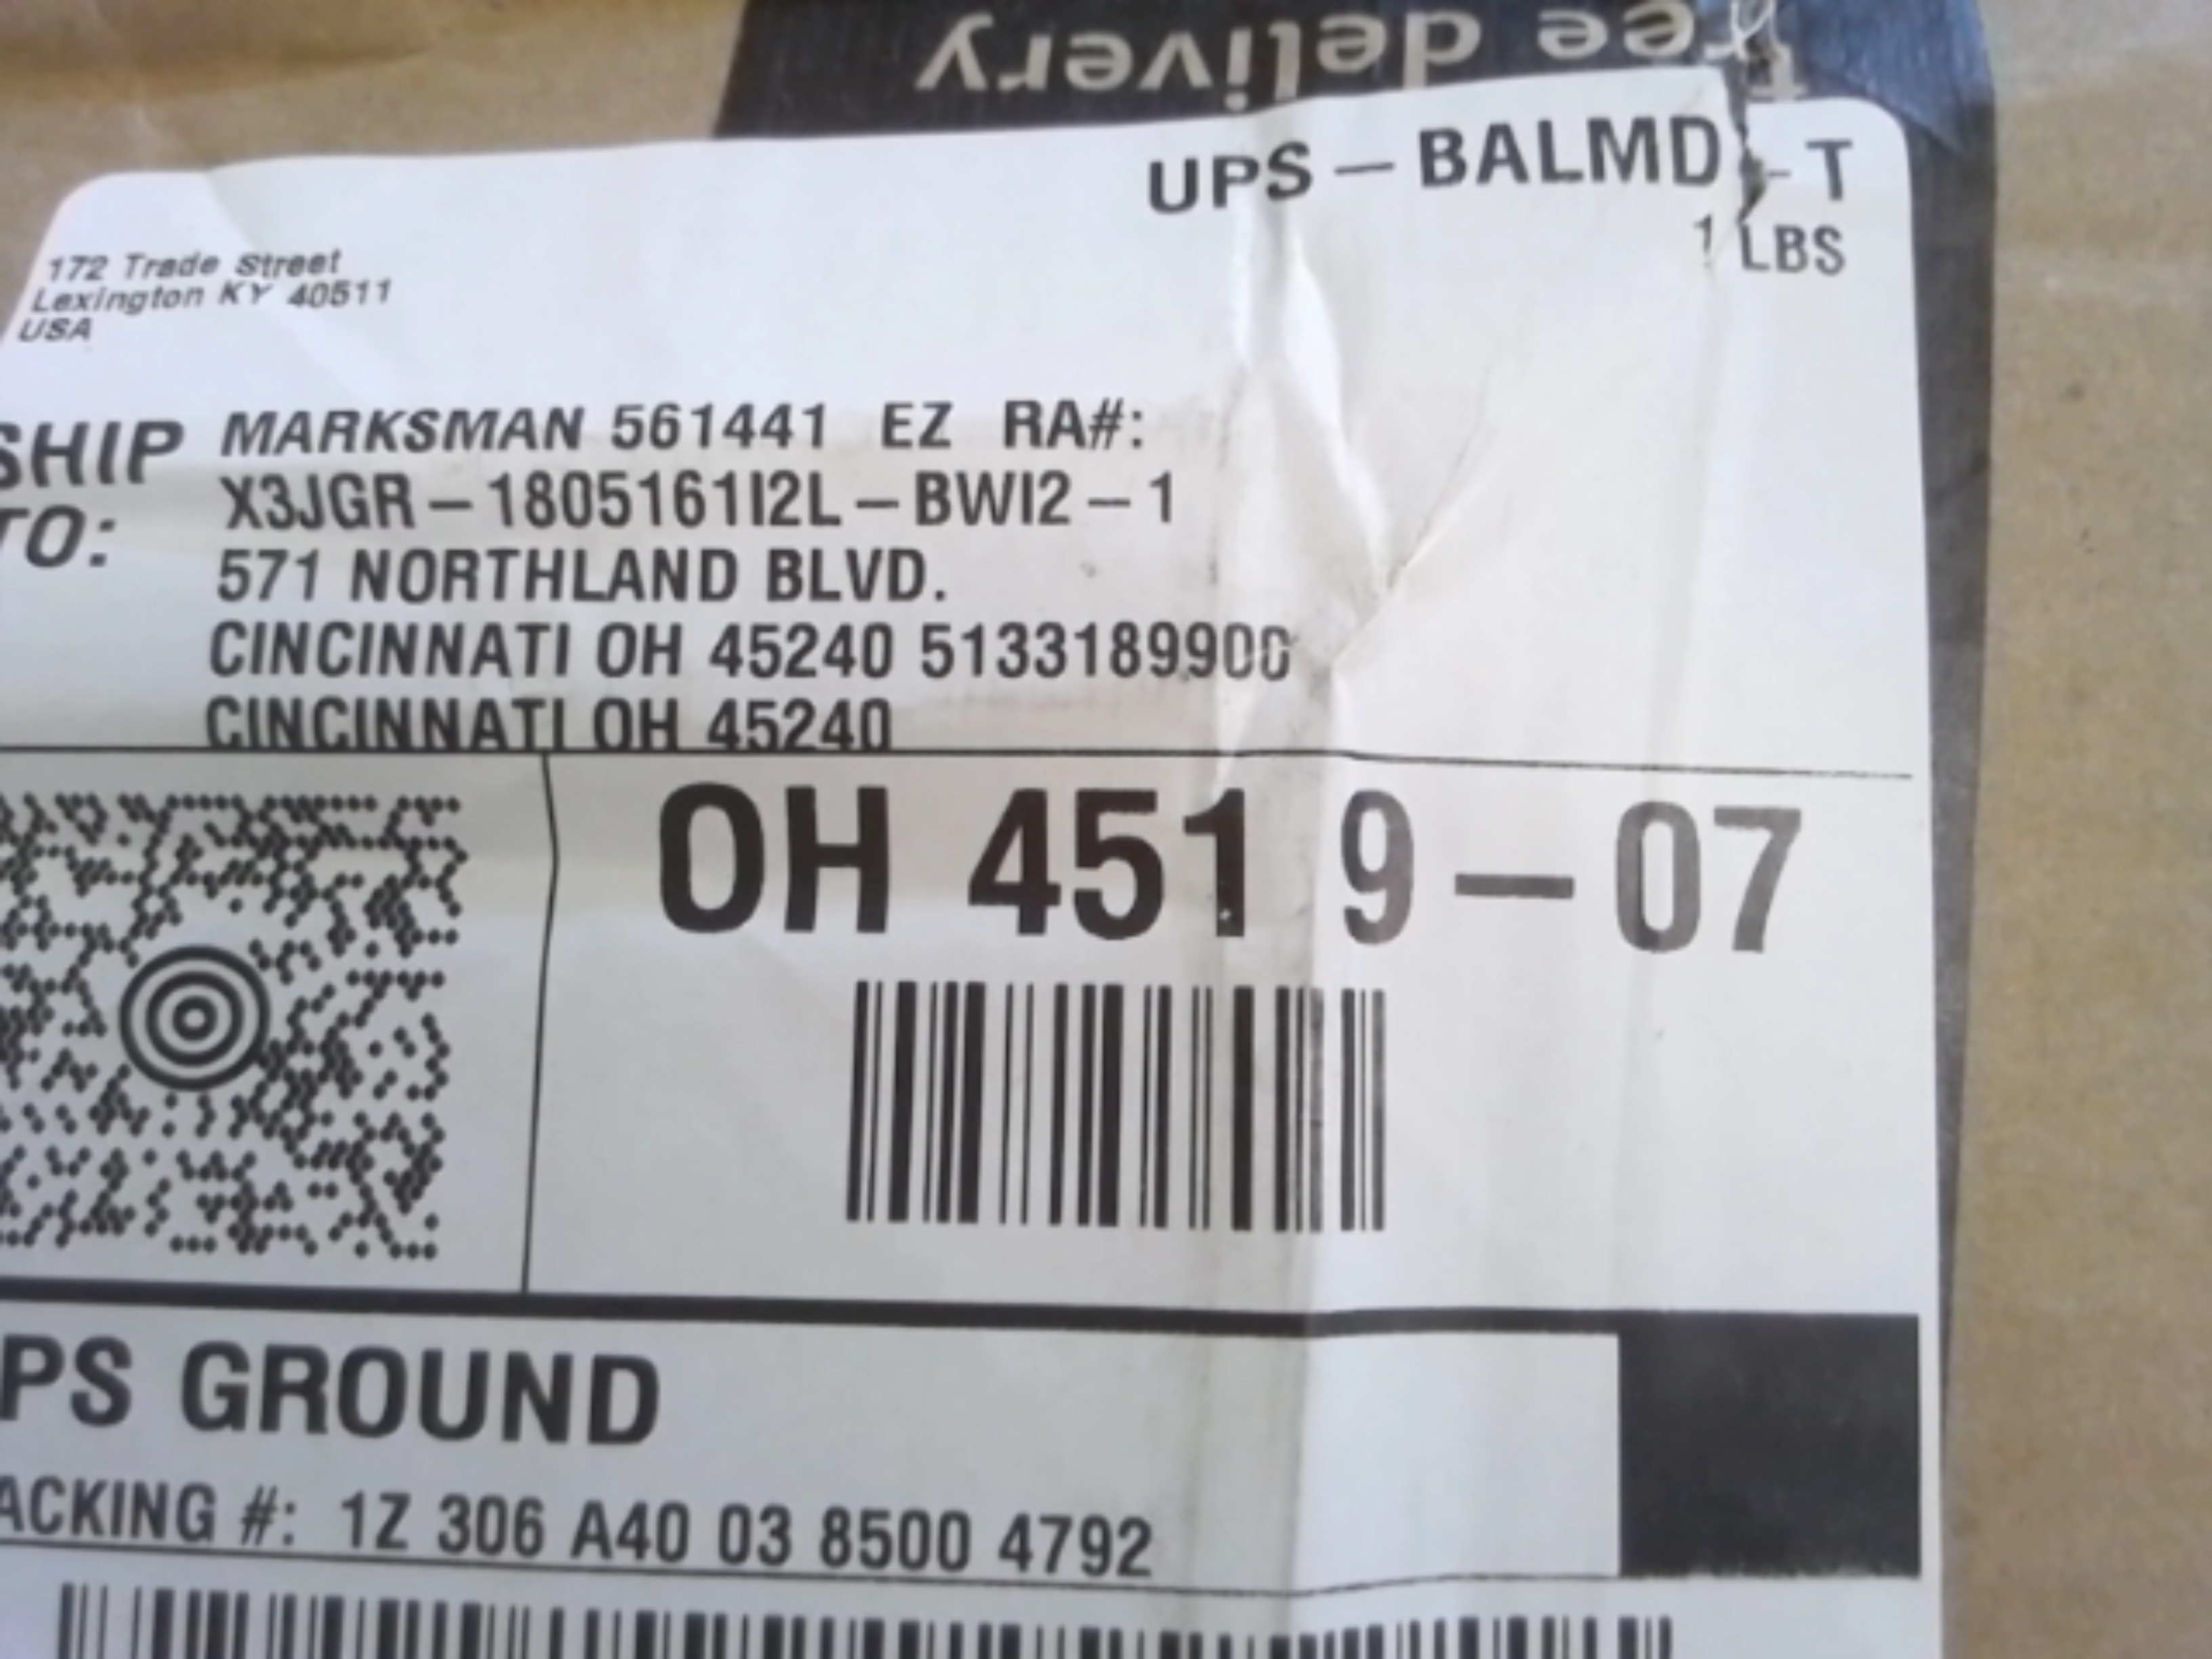 free delivery
UPS – BALMD – T
1 LBS
172 Trade Street
Lexington KY 40511
USA
SHIP TO:
MARKSMAN 561441 EZ RA#:
X3JGR – 1805161I2L – BWI2 – 1
571 NORTHLAND BLVD.
CINCINNATI OH 45240 5133189900
CINCINNATI OH 45240
OH 451 9 – 07
PS GROUND
ACKING #: 1Z 306 A40 03 8500 4792